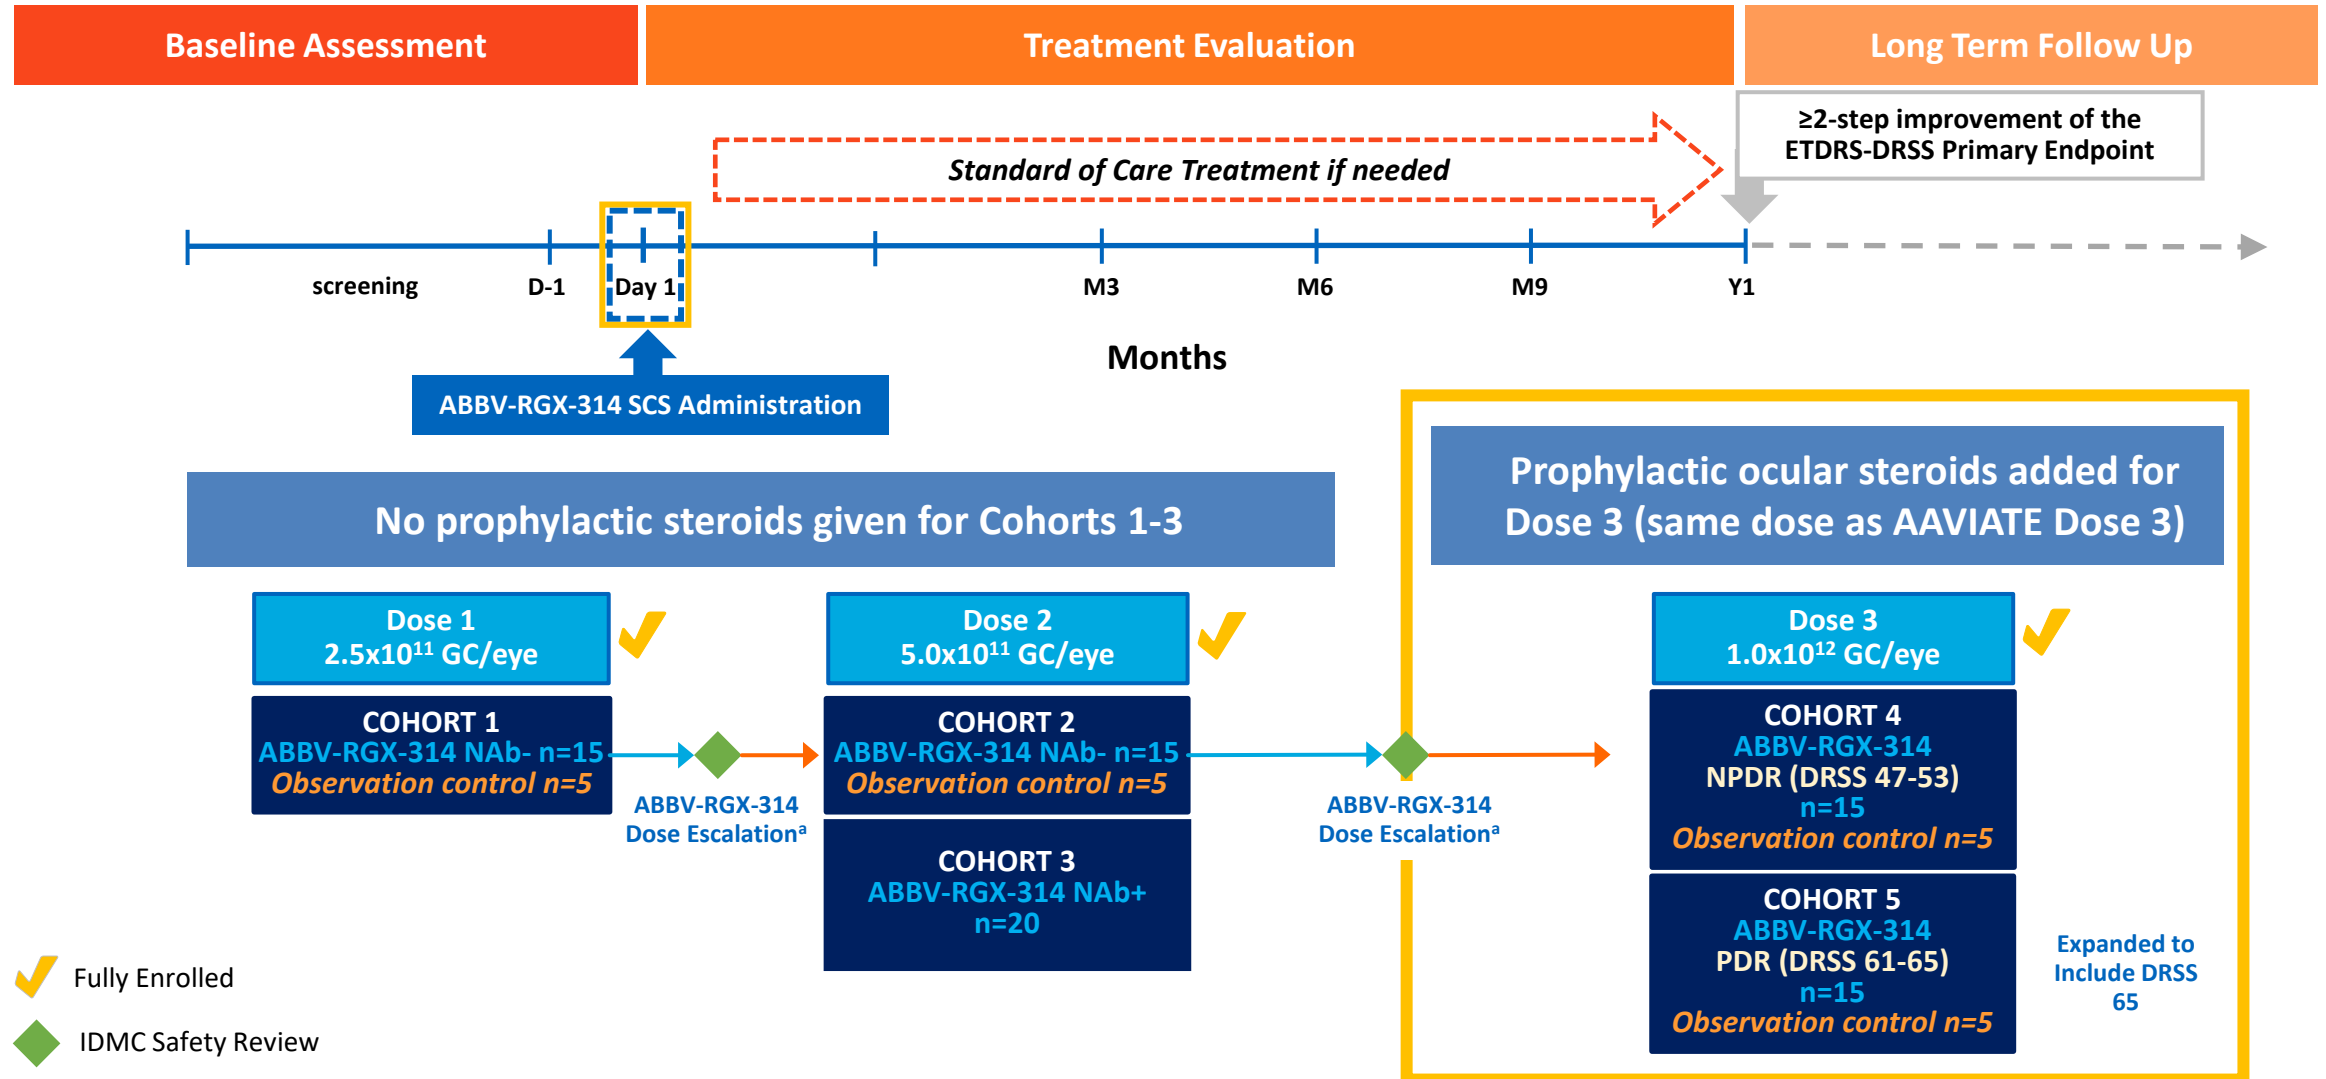 Baseline Assessment
Treatment Evaluation
Long Term Follow Up
≥2-step improvement of the
ETDRS-DRSS Primary Endpoint
Standard of Care Treatment if needed
screening
D-1
Day 1
M3
M6
M9
Y1
Months
ABBV-RGX-314 SCS Administration
No prophylactic steroids given for Cohorts 1-3
Prophylactic ocular steroids added for
Dose 3 (same dose as AAVIATE Dose 3)
Dose 1
2.5x10¹¹ GC/eye
COHORT 1
ABBV-RGX-314 NAb- n=15
Observation control n=5
ABBV-RGX-314
Dose Escalationᵃ
Dose 2
5.0x10¹¹ GC/eye
COHORT 2
ABBV-RGX-314 NAb- n=15
Observation control n=5
COHORT 3
ABBV-RGX-314 NAb+
n=20
ABBV-RGX-314
Dose Escalationᵃ
Dose 3
1.0x10¹² GC/eye
COHORT 4
ABBV-RGX-314
NPDR (DRSS 47-53)
n=15
Observation control n=5
COHORT 5
ABBV-RGX-314
PDR (DRSS 61-65)
n=15
Observation control n=5
Expanded to
Include DRSS
65
Fully Enrolled
IDMC Safety Review